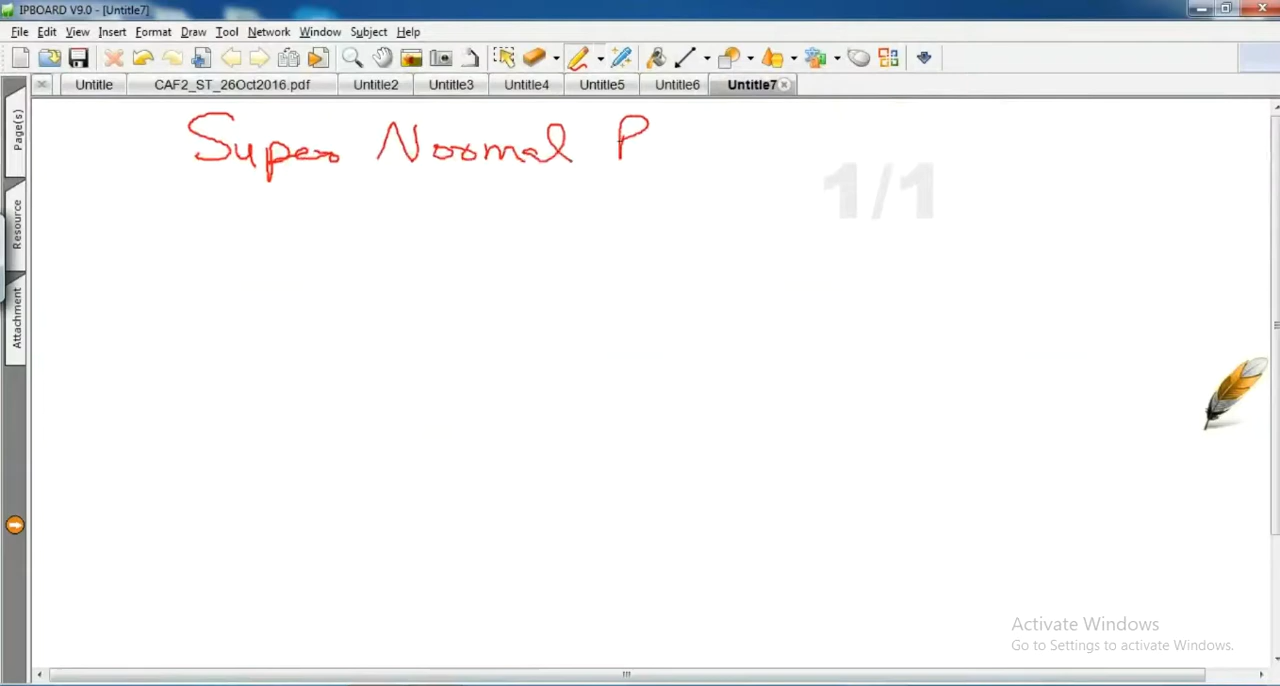 IPBOARD V9.0 - [Untitle7]
File Edit View Insert Format Draw Tool Network Window Subject Help
Untitle CAF2_ST_26Oct2016.pdf Untitle2 Untitle3 Untitle4 Untitle5 Untitle6 Untitle7
Page(s)
Resource
Attachment
Super Normal P
1/1
Activate Windows
Go to Settings to activate Windows.